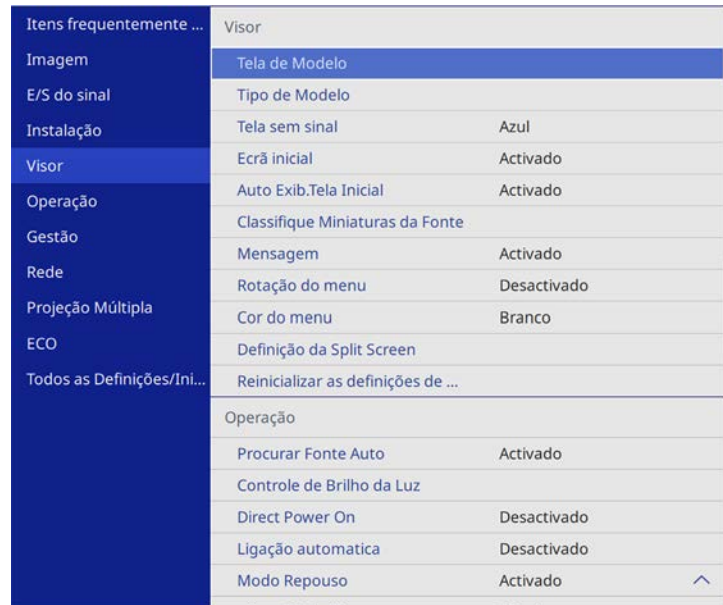 Itens frequentemente ...
Imagem
E/S do sinal
Instalação
Visor
Operação
Gestão
Rede
Projeção Múltipla
ECO
Todos as Definições/Ini...
Visor
Tela de Modelo
Tipo de Modelo
Tela sem sinal Azul
Ecrã inicial Activado
Auto Exib.Tela Inicial Activado
Classifique Miniaturas da Fonte
Mensagem Activado
Rotação do menu Desactivado
Cor do menu Branco
Definição da Split Screen
Reinicializar as definições de ...
Operação
Procurar Fonte Auto Activado
Controle de Brilho da Luz
Direct Power On Desactivado
Ligação automatica Desactivado
Modo Repouso Activado